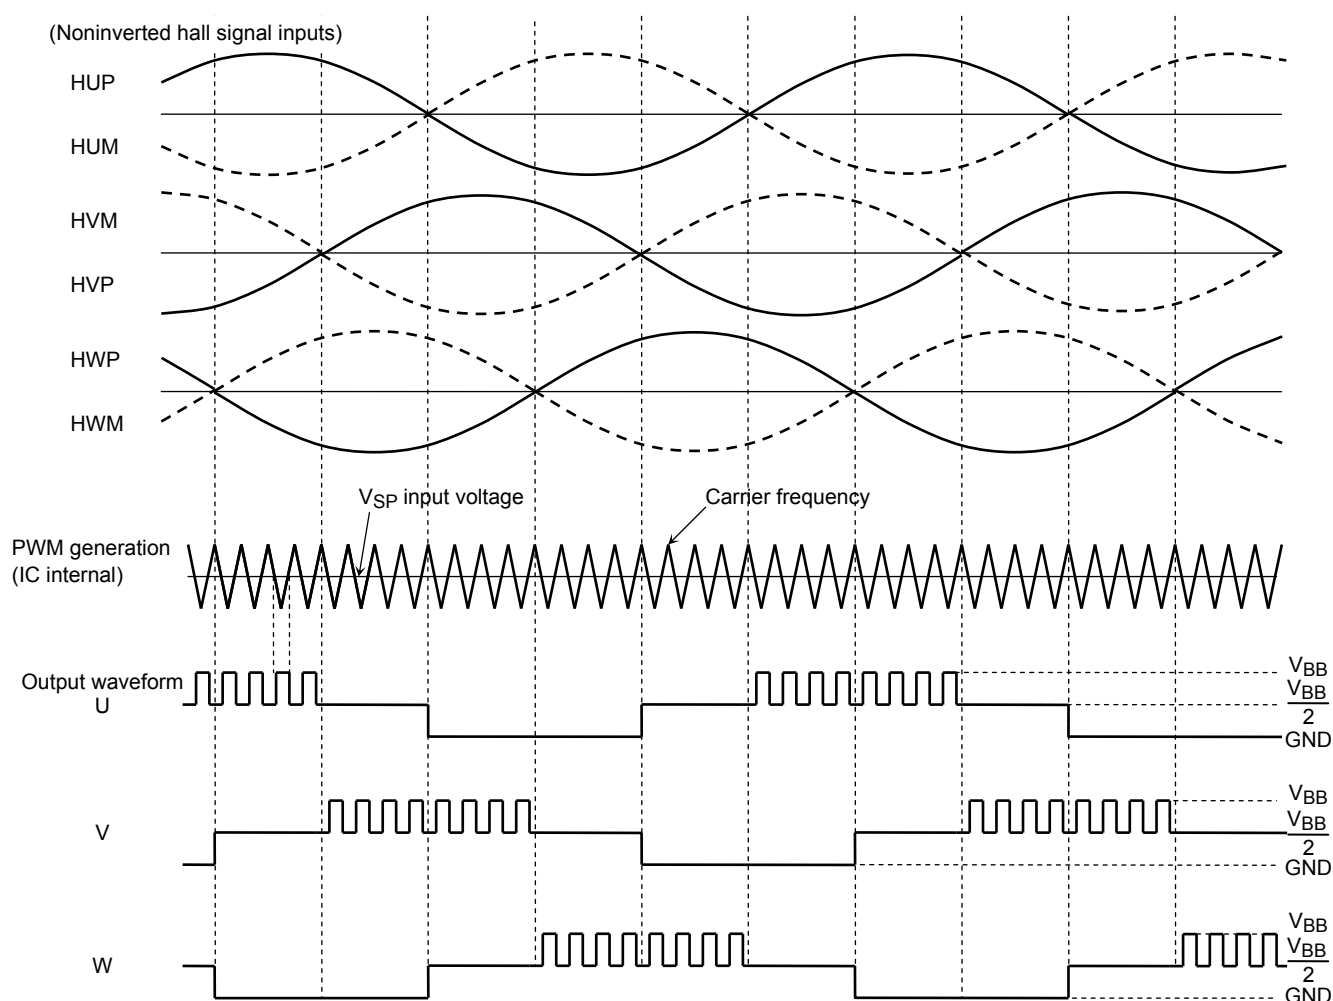 (Noninverted hall signal inputs)
HUP
HUM
HVM
HVP
HWP
HWM
VSP input voltage
Carrier frequency
PWM generation
(IC internal)
Output waveform
U
VBB
VBB
2
GND
V
VBB
VBB
2
GND
W
VBB
VBB
2
GND